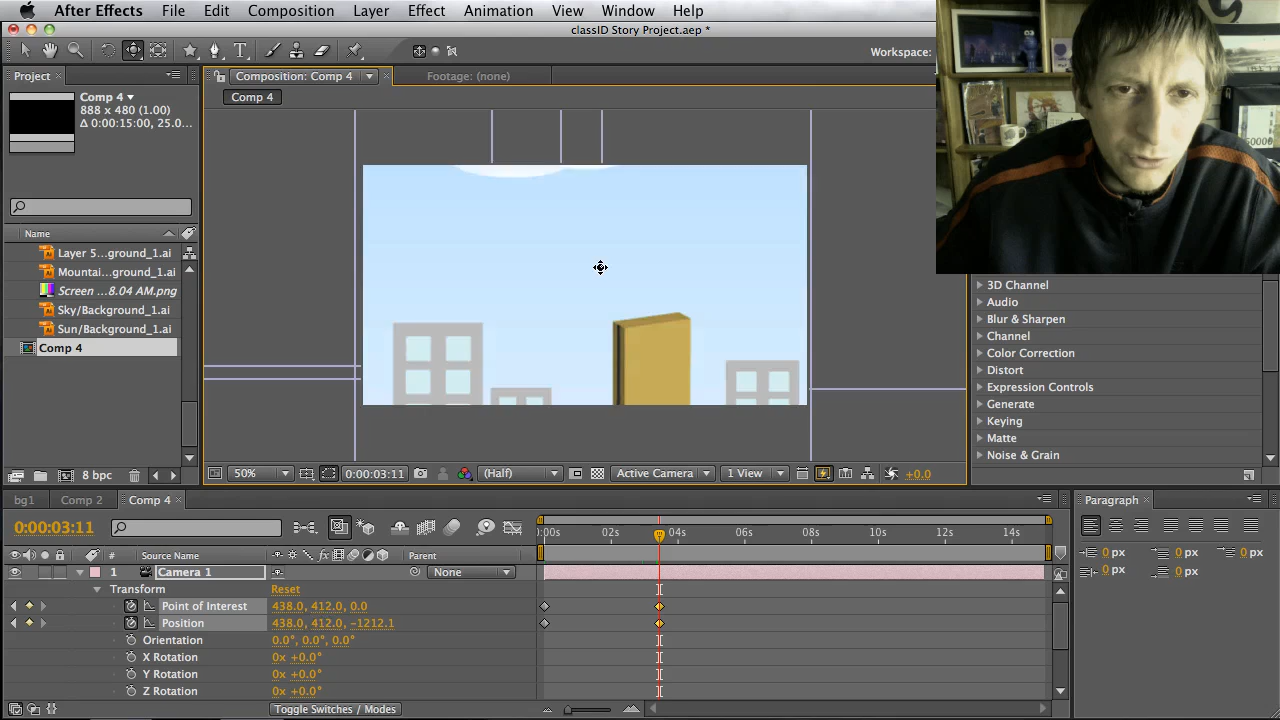 After Effects File Edit Composition Layer Effect Animation View Window Help
classID Story Project.aep *
Workspace:
Project
Composition: Comp 4
Footage: (none)
Comp 4
Comp 4
888 x 480 (1.00)
Δ 0:00:15:00, 25.0...
Name
Layer 5...ground_1.ai
Mountai...ground_1.ai
Screen ...8.04 AM.png
Sky/Background_1.ai
Sun/Background_1.ai
Comp 4
8 bpc
50%
0:00:03:11
(Half)
Active Camera
1 View
+0.0
3D Channel
Audio
Blur & Sharpen
Channel
Color Correction
Distort
Expression Controls
Generate
Keying
Matte
Noise & Grain
bg1
Comp 2
Comp 4
0:00:03:11
:00s 02s 04s 06s 08s 10s 12s 14s
# Source Name
Parent
1 Camera 1
None
Transform
Reset
Point of Interest
438.0, 412.0, 0.0
Position
438.0, 412.0, -1212.1
Orientation
0.0°, 0.0°, 0.0°
X Rotation
0x +0.0°
Y Rotation
0x +0.0°
Z Rotation
0x +0.0°
Toggle Switches / Modes
Paragraph
0 px 0 px 0 px
0 px 0 px